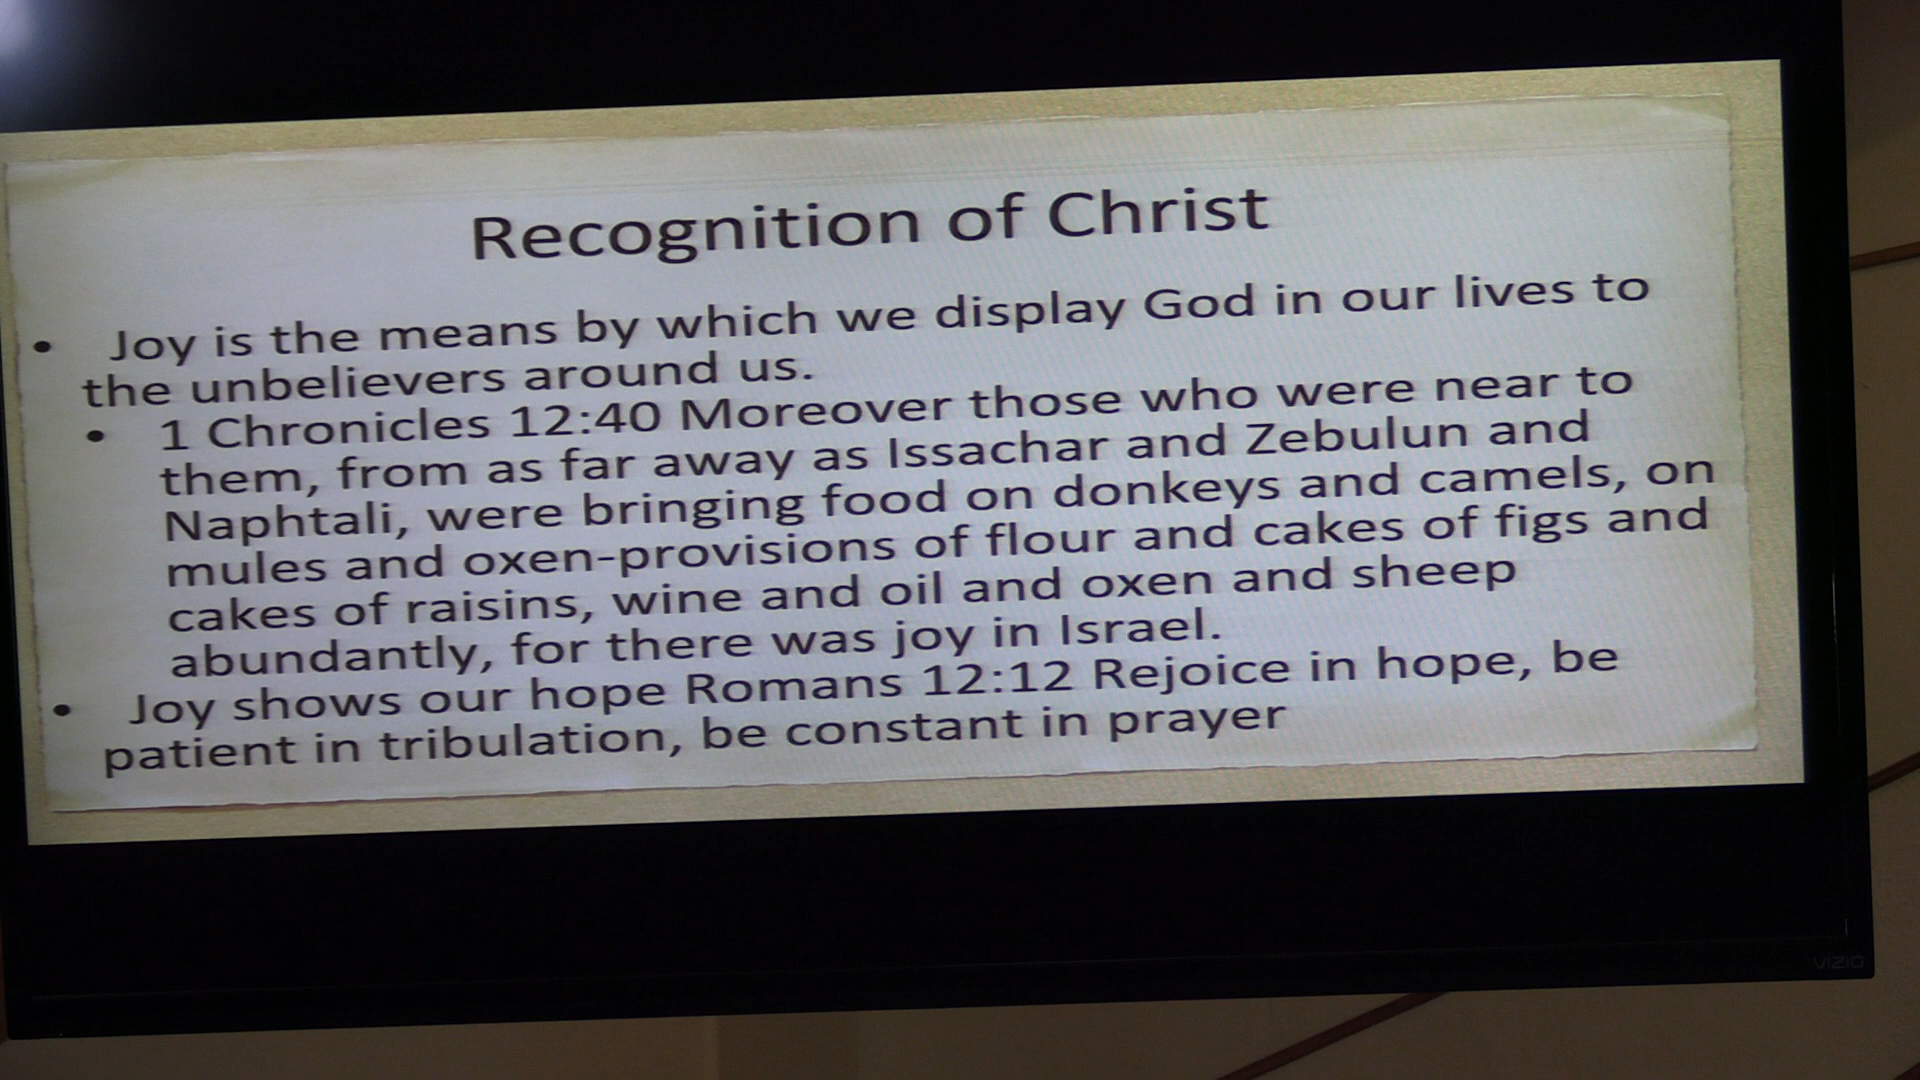 Recognition of Christ
• Joy is the means by which we display God in our lives to
the unbelievers around us.
• 1 Chronicles 12:40 Moreover those who were near to
them, from as far away as Issachar and Zebulun and
Naphtali, were bringing food on donkeys and camels, on
mules and oxen-provisions of flour and cakes of figs and
cakes of raisins, wine and oil and oxen and sheep
abundantly, for there was joy in Israel.
• Joy shows our hope Romans 12:12 Rejoice in hope, be
patient in tribulation, be constant in prayer
VIZIO